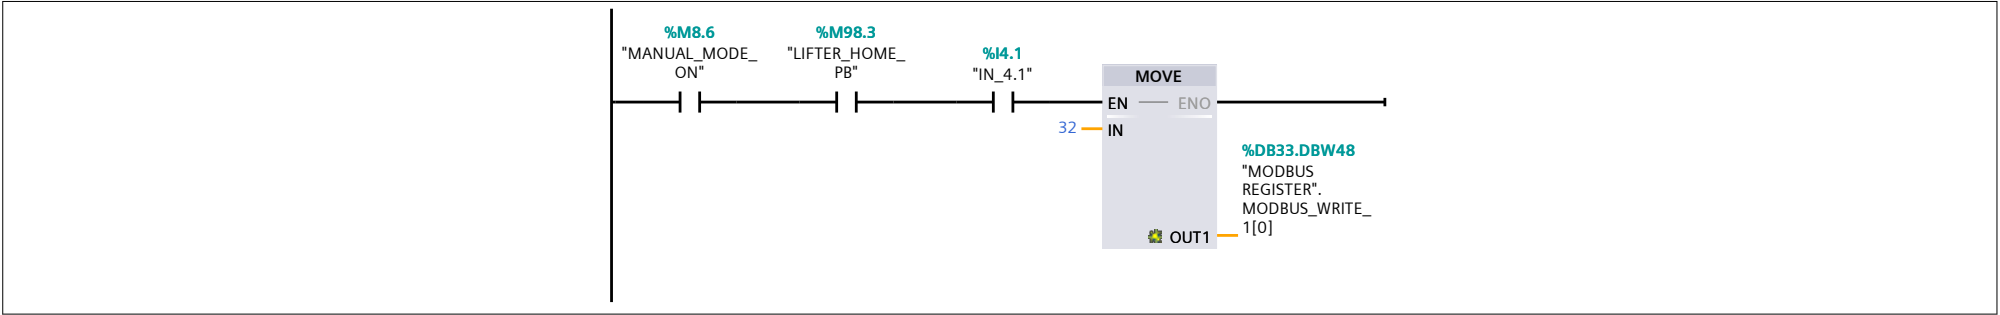 %M8.6
"MANUAL_MODE_
ON"
%M98.3
"LIFTER_HOME_
PB"
%I4.1
"IN_4.1"
MOVE
EN
ENO
32
IN
%DB33.DBW48
"MODBUS
REGISTER".
MODBUS_WRITE_
1[0]
OUT1